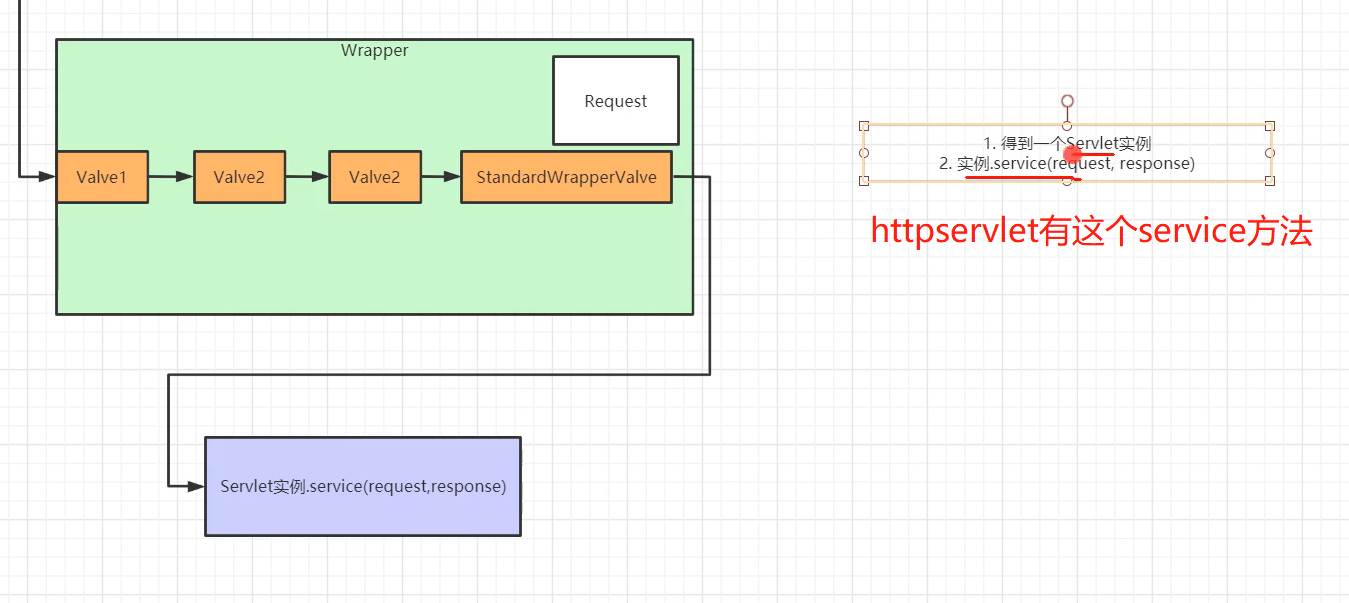 Wrapper
Request
Valve1
Valve2
Valve2
StandardWrapperValve
Servlet实例.service(request,response)
1. 得到一个Servlet实例
2. 实例.service(request, response)
httpservlet有这个service方法